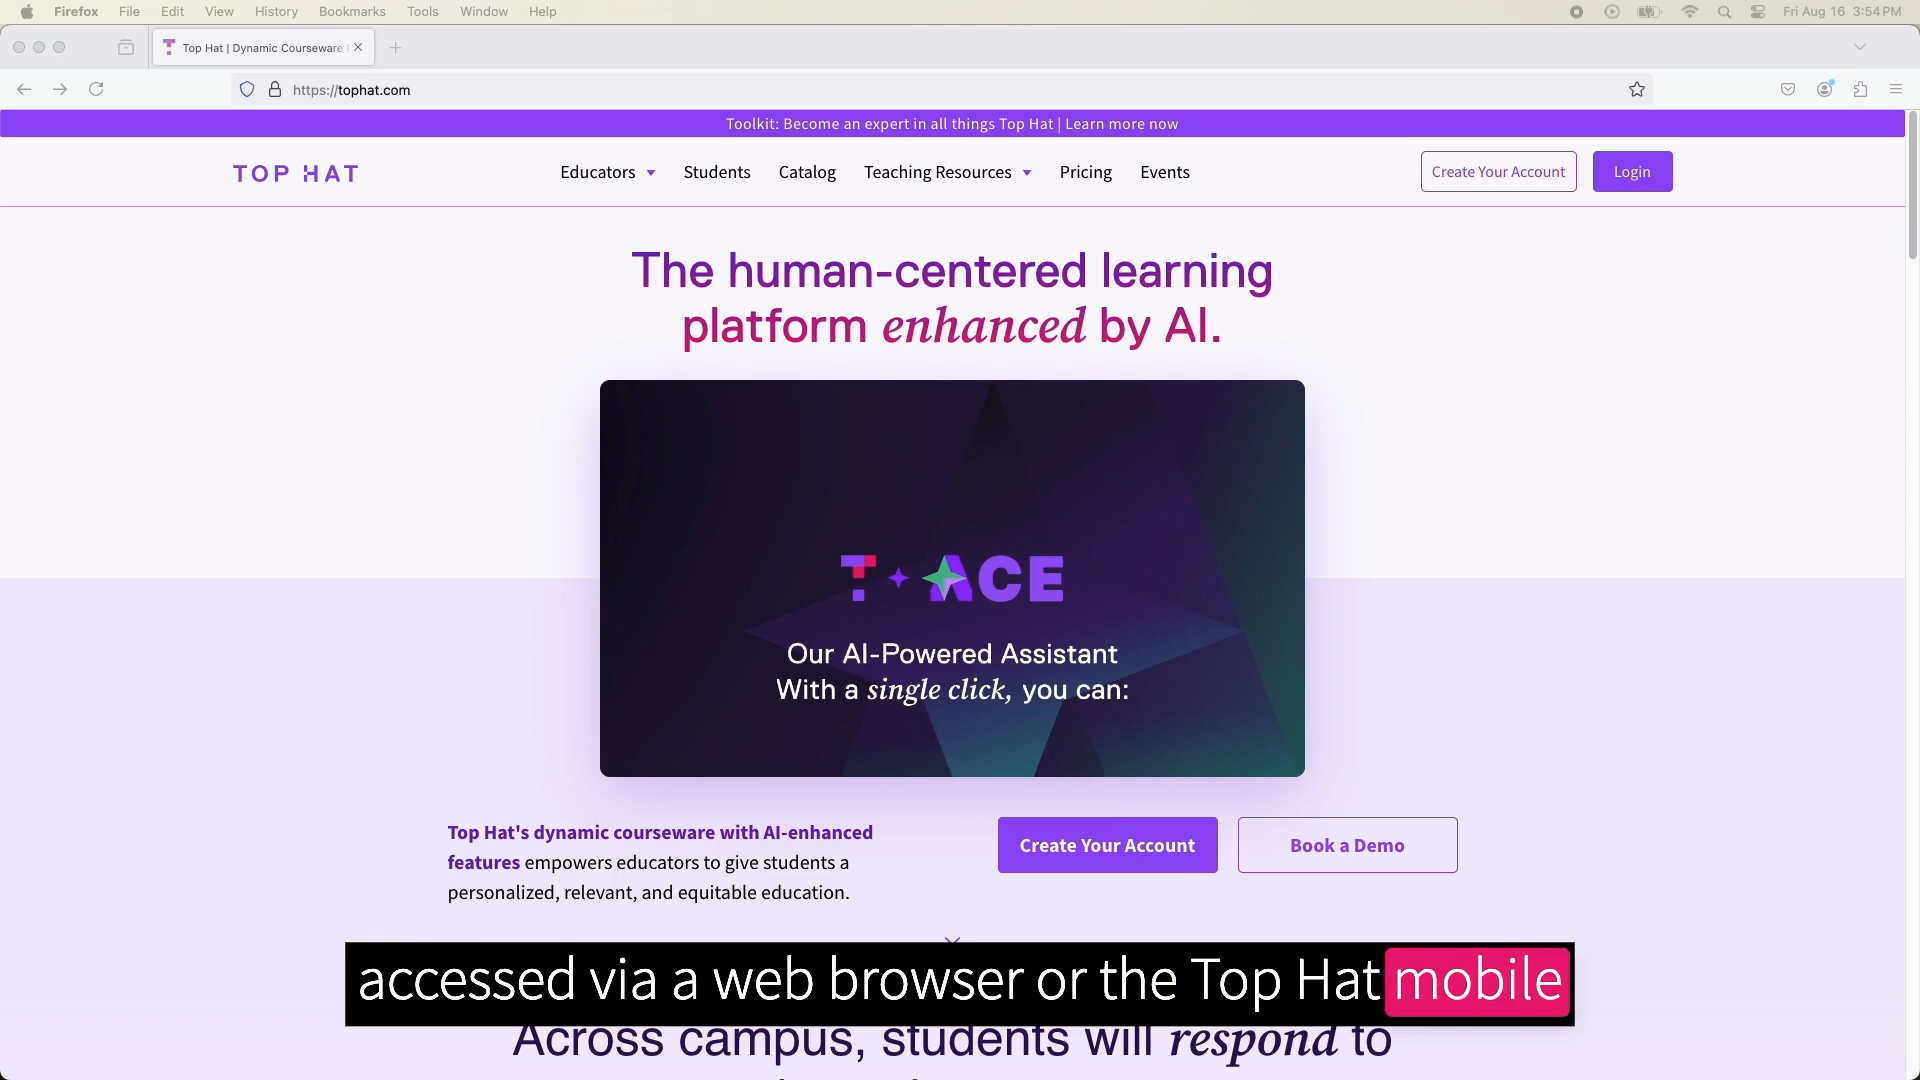 Firefox File Edit View History Bookmarks Tools Window Help Fri Aug 16 3:54 PM
Top Hat | Dynamic Courseware
https://tophat.com
Toolkit: Become an expert in all things Top Hat | Learn more now
TOP HAT Educators Students Catalog Teaching Resources Pricing Events Create Your Account Login
The human-centered learning
platform enhanced by AI.
T ACE
Our AI-Powered Assistant
With a single click, you can:
Top Hat's dynamic courseware with AI-enhanced
features empowers educators to give students a
personalized, relevant, and equitable education.
Create Your Account Book a Demo
accessed via a web browser or the Top Hat mobile
Across campus, students will respond to